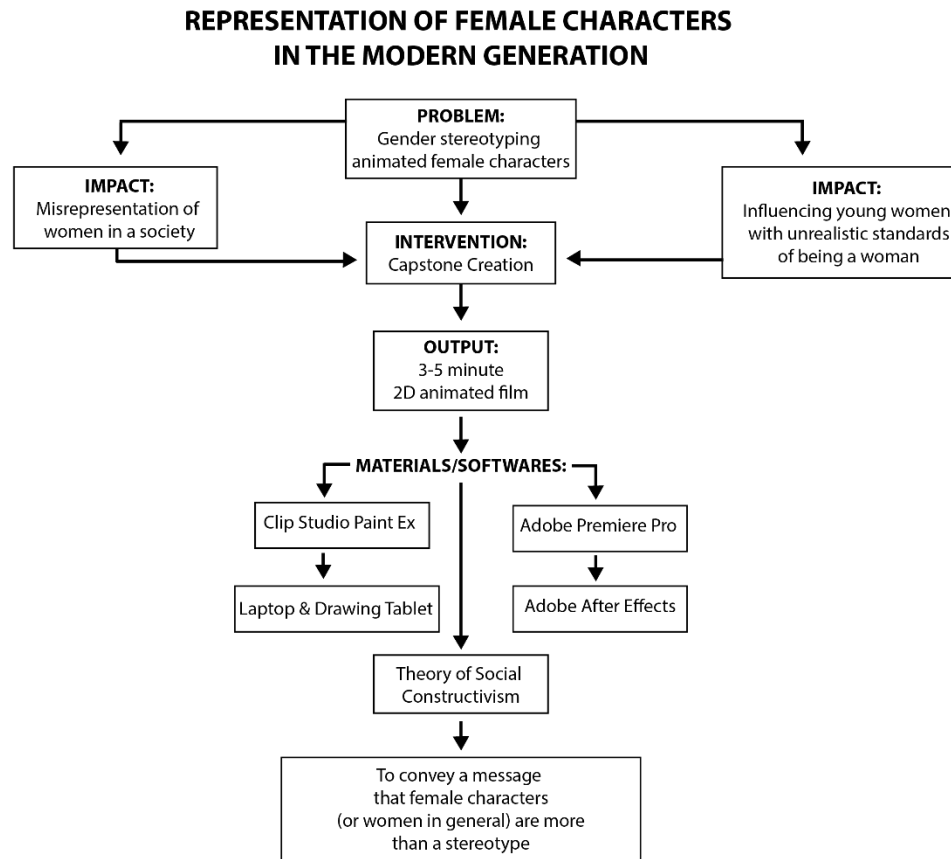 REPRESENTATION OF FEMALE CHARACTERS
IN THE MODERN GENERATION
PROBLEM:
Gender stereotyping
animated female characters
IMPACT:
Misrepresentation of
women in a society
INTERVENTION:
Capstone Creation
IMPACT:
Influencing young women
with unrealistic standards
of being a woman
OUTPUT:
3-5 minute
2D animated film
MATERIALS/SOFTWARES:
Clip Studio Paint Ex
Adobe Premiere Pro
Laptop & Drawing Tablet
Adobe After Effects
Theory of Social
Constructivism
To convey a message
that female characters
(or women in general) are more
than a stereotype